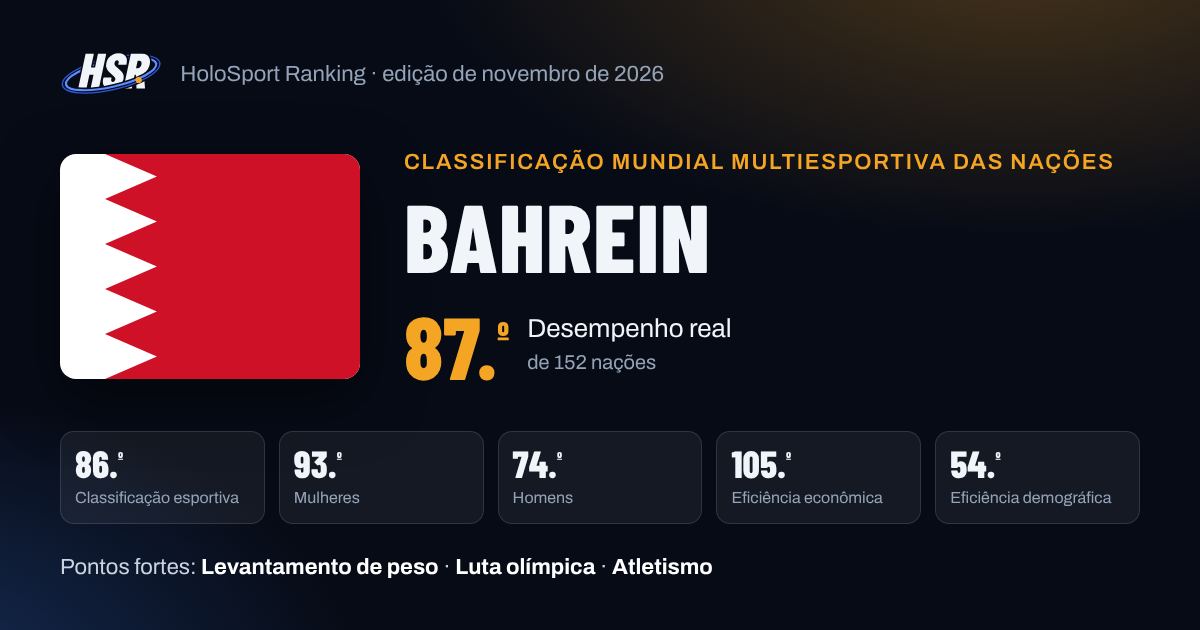 HSR
HoloSport Ranking · edição de novembro de 2026
CLASSIFICAÇÃO MUNDIAL MULTIESPORTIVA DAS NAÇÕES
BAHREIN
87.º Desempenho real
de 152 nações
86.º
Classificação esportiva
93.º
Mulheres
74.º
Homens
105.º
Eficiência econômica
54.º
Eficiência demográfica
Pontos fortes: Levantamento de peso · Luta olímpica · Atletismo